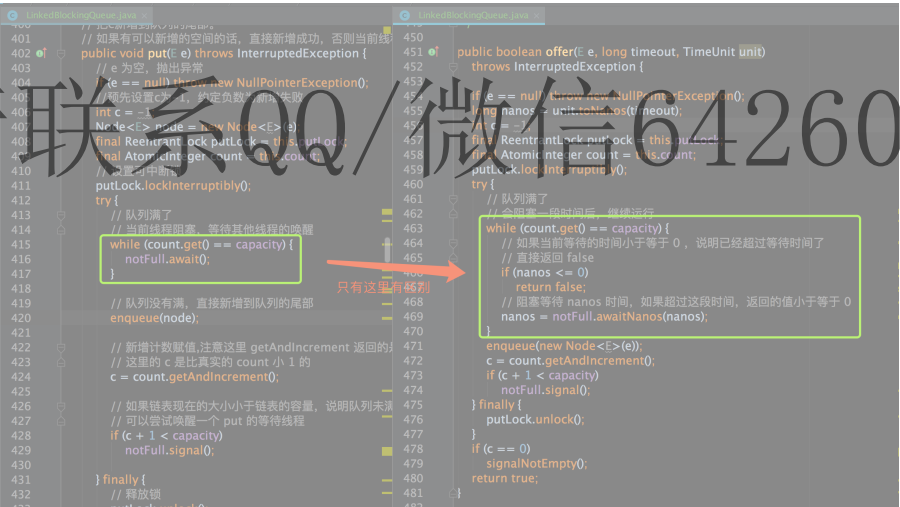 LinkedBlockingQueue.java ×
401 // 如果有可以新增的空间的话，直接新增成功，否则当前线
402 public void put(E e) throws InterruptedException {
403 // e 为空，抛出异常
404 if (e == null) throw new NullPointerException();
405 //预先设置c为 -1，约定负数为新增失败
406 int c = -1;
407 Node<E> node = new Node<E>(e);
408 final ReentrantLock putLock = this.putLock;
409 final AtomicInteger count = this.count;
410 // 设置可中断锁
411 putLock.lockInterruptibly();
412 try {
413 // 队列满了
414 // 当前线程阻塞，等待其他线程的唤醒
415 while (count.get() == capacity) {
416 notFull.await();
417 }
418
419 // 队列没有满，直接新增到队列的尾部
420 enqueue(node);
421
422 // 新增计数赋值,注意这里 getAndIncrement 返回的是
423 // 这里的 c 是比真实的 count 小 1 的
424 c = count.getAndIncrement();
425
426 // 如果链表现在的大小小于链表的容量，说明队列未满
427 // 可以尝试唤醒一个 put 的等待线程
428 if (c + 1 < capacity)
429 notFull.signal();
430
431 } finally {
432 // 释放锁
LinkedBlockingQueue.java ×
450
451 public boolean offer(E e, long timeout, TimeUnit unit)
452 throws InterruptedException {
453
454 if (e == null) throw new NullPointerException();
455 long nanos = unit.toNanos(timeout);
456 int c = -1;
457 final ReentrantLock putLock = this.putLock;
458 final AtomicInteger count = this.count;
459 putLock.lockInterruptibly();
460 try {
461 // 队列满了
462 // 会阻塞一段时间后，继续运行
463 while (count.get() == capacity) {
464 // 如果当前等待的时间小于等于 0 ，说明已经超过等待时间了
465 // 直接返回 false
466 if (nanos <= 0)
467 return false;
468 // 阻塞等待 nanos 时间，如果超过这段时间，返回的值小于等于 0
469 nanos = notFull.awaitNanos(nanos);
470 }
471 enqueue(new Node<E>(e));
472 c = count.getAndIncrement();
473 if (c + 1 < capacity)
474 notFull.signal();
475 } finally {
476 putLock.unlock();
477 }
478 if (c == 0)
479 signalNotEmpty();
480 return true;
481 }
只有这里有区别
联系QQ/微信64260